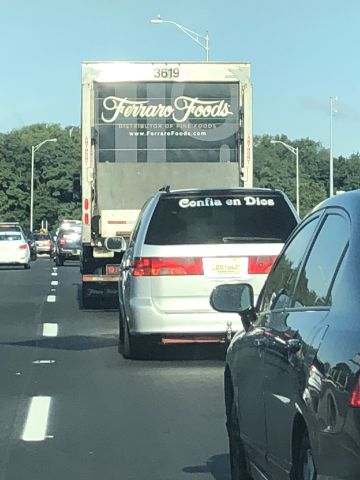 3619
Ferraro Foods
DISTRIBUTOR OF FINE FOODS
www.FerraroFoods.com
Confia en Dios